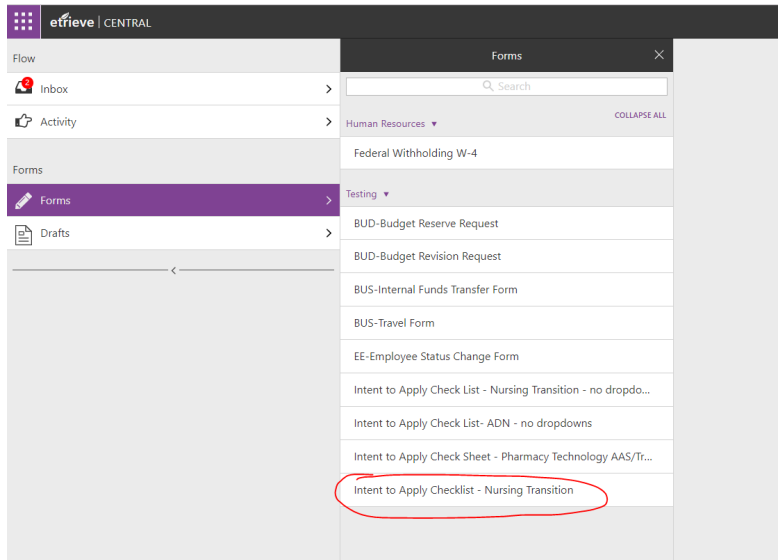 etrieve | CENTRAL
Flow
2
Inbox
Activity
Forms
Forms
Drafts
Forms
Search
Human Resources
COLLAPSE ALL
Federal Withholding W-4
Testing
BUD-Budget Reserve Request
BUD-Budget Revision Request
BUS-Internal Funds Transfer Form
BUS-Travel Form
EE-Employee Status Change Form
Intent to Apply Check List - Nursing Transition - no dropdo...
Intent to Apply Check List- ADN - no dropdowns
Intent to Apply Check Sheet - Pharmacy Technology AAS/Tr...
Intent to Apply Checklist - Nursing Transition